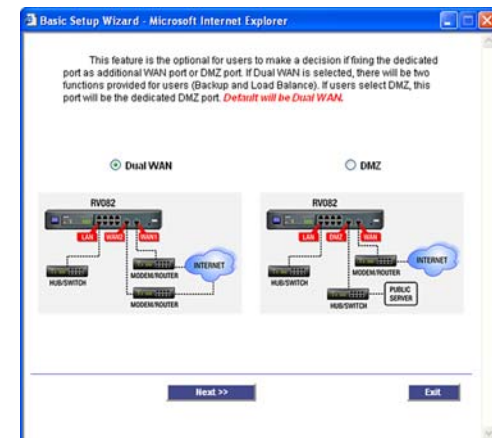 Basic Setup Wizard - Microsoft Internet Explorer
This feature is the optional for users to make a decision if fixing the dedicated
port as additional WAN port or DMZ port. If Dual WAN is selected, there will be two
functions provided for users (Backup and Load Balance). If users select DMZ, this
port will be the dedicated DMZ port. Default will be Dual WAN.
Dual WAN
DMZ
RV082
LAN WAN2 WAN1
INTERNET
HUB/SWITCH
MODEM/ROUTER
MODEM/ROUTER
RV082
LAN DMZ WAN
INTERNET
MODEM/ROUTER
HUB/SWITCH
HUB/SWITCH
PUBLIC
SERVER
Next >>
Exit